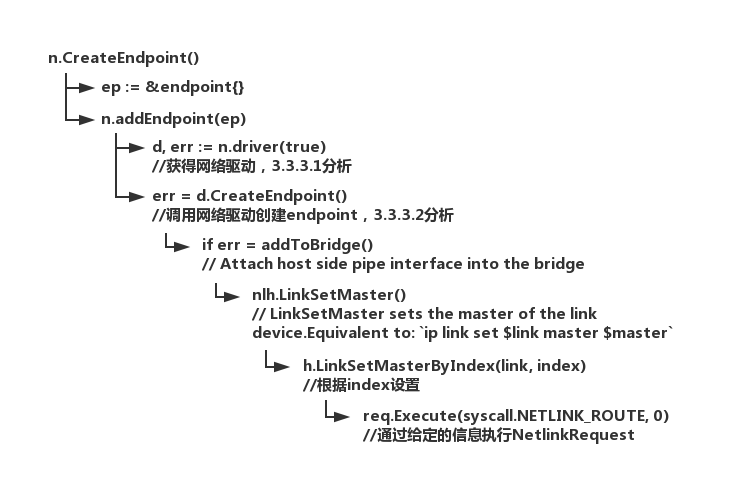 n.CreateEndpoint()
ep := &endpoint{}
n.addEndpoint(ep)
d, err := n.driver(true)
//获得网络驱动，3.3.3.1分析
err = d.CreateEndpoint()
//调用网络驱动创建endpoint，3.3.3.2分析
if err = addToBridge()
// Attach host side pipe interface into the bridge
nlh.LinkSetMaster()
// LinkSetMaster sets the master of the link
device.Equivalent to: `ip link set $link master $master`
h.LinkSetMasterByIndex(link, index)
//根据index设置
req.Execute(syscall.NETLINK_ROUTE, 0)
//通过给定的信息执行NetlinkRequest